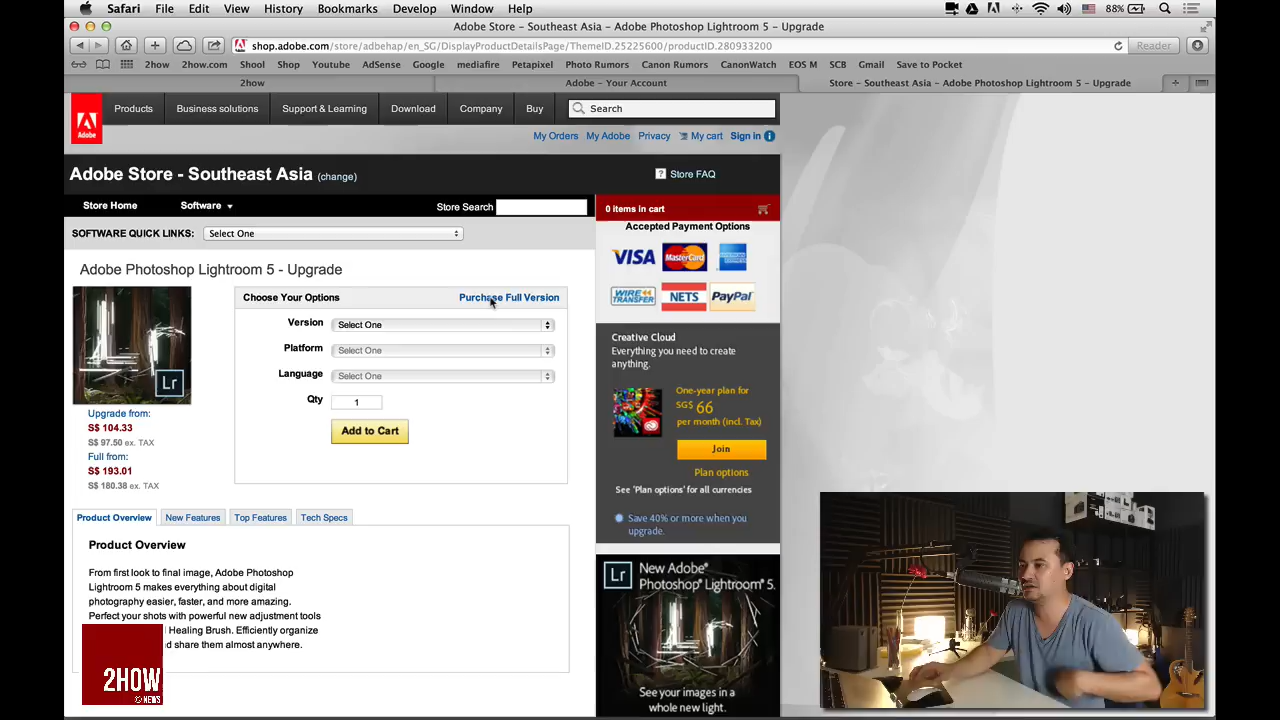 Safari File Edit View History Bookmarks Develop Window Help 88%
Adobe Store - Southeast Asia - Adobe Photoshop Lightroom 5 - Upgrade
shop.adobe.com/store/adbehap/en_SG/DisplayProductDetailsPage/ThemeID.25225600/productID.280933200 Reader
2how 2how.com Shool Shop Youtube AdSense Google mediafire Petapixel Photo Rumors Canon Rumors CanonWatch EOS M SCB Gmail Save to Pocket
2how Adobe - Your Account Store - Southeast Asia - Adobe Photoshop Lightroom 5 - Upgrade
Adobe Products Business solutions Support & Learning Download Company Buy Search
My Orders My Adobe Privacy My cart Sign in
Adobe Store - Southeast Asia (change) ? Store FAQ
Store Home Software Store Search
0 items in cart
SOFTWARE QUICK LINKS: Select One
Accepted Payment Options
VISA MasterCard AMERICAN EXPRESS
WIRE TRANSFER NETS PayPal
Adobe Photoshop Lightroom 5 - Upgrade
Choose Your Options Purchase Full Version
Version Select One
Platform Select One
Language Select One
Qty 1
Add to Cart
Lr
Upgrade from:
S$ 104.33
S$ 97.50 ex. TAX
Full from:
S$ 193.01
S$ 180.38 ex. TAX
Creative Cloud
Everything you need to create
anything.
One-year plan for
SG$ 66
per month (incl. Tax)
Join
Plan options
See 'Plan options' for all currencies
Save 40% or more when you
upgrade.
Product Overview New Features Top Features Tech Specs
Product Overview
From first look to final image, Adobe Photoshop
Lightroom 5 makes everything about digital
photography easier, faster, and more amazing.
Perfect your shots with powerful new adjustment tools
Healing Brush. Efficiently organize
d share them almost anywhere.
Lr New Adobe®
Photoshop® Lightroom® 5.
See your images in a
whole new light.
2HOW
© NEWS